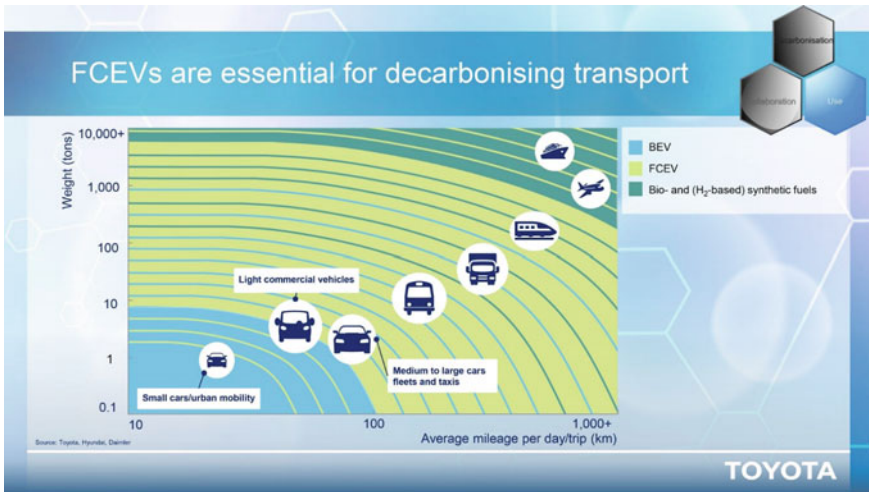 FCEVs are essential for decarbonising transport
Collaboration
Use
Weight (tons)
10,000+
1,000
100
10
1
0.1
10
100
1,000+
Average mileage per day/trip (km)
Light commercial vehicles
Small cars/urban mobility
Medium to large cars
fleets and taxis
BEV
FCEV
Bio- and (H₂-based) synthetic fuels
Source: Toyota, Hyundai, Daimler
TOYOTA